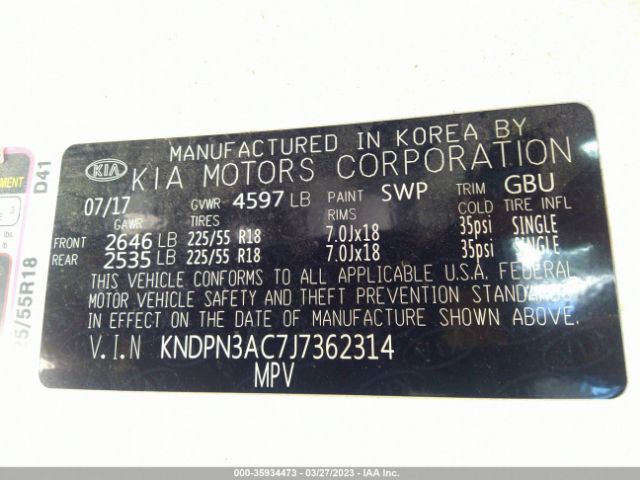 MANUFACTURED IN KOREA BY
KIA KIA MOTORS CORPORATION
07/17 GVWR 4597 LB PAINT SWP TRIM GBU
GAWR TIRES RIMS COLD TIRE INFL
FRONT 2646 LB 225/55 R18 7.0Jx18 35psi SINGLE
REAR 2535 LB 225/55 R18 7.0Jx18 35psi SINGLE
THIS VEHICLE CONFORMS TO ALL APPLICABLE U.S.A. FEDERAL
MOTOR VEHICLE SAFETY AND THEFT PREVENTION STANDARDS
IN EFFECT ON THE DATE OF MANUFACTURE SHOWN ABOVE.
V.I.N KNDPN3AC7J7362314
MPV
D41
5/55R18
000-35934473 — 03/27/2023 — IAA Inc.